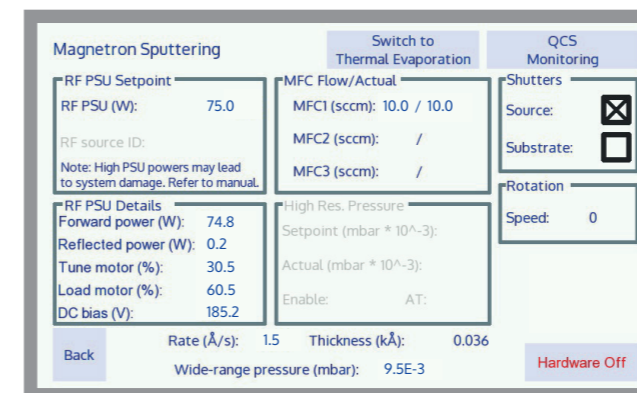 Magnetron Sputtering
Switch to
Thermal Evaporation
QCS
Monitoring
RF PSU Setpoint
RF PSU (W): 75.0
RF source ID:
Note: High PSU powers may lead
to system damage. Refer to manual.
MFC Flow/Actual
MFC1 (sccm): 10.0 / 10.0
MFC2 (sccm): /
MFC3 (sccm): /
Shutters
Source:
Substrate:
RF PSU Details
Forward power (W): 74.8
Reflected power (W): 0.2
Tune motor (%): 30.5
Load motor (%): 60.5
DC bias (V): 185.2
High Res. Pressure
Setpoint (mbar * 10^-3):
Actual (mbar * 10^-3):
Enable: AT:
Rotation
Speed: 0
Back
Rate (Å/s): 1.5 Thickness (kÅ): 0.036
Wide-range pressure (mbar): 9.5E-3
Hardware Off